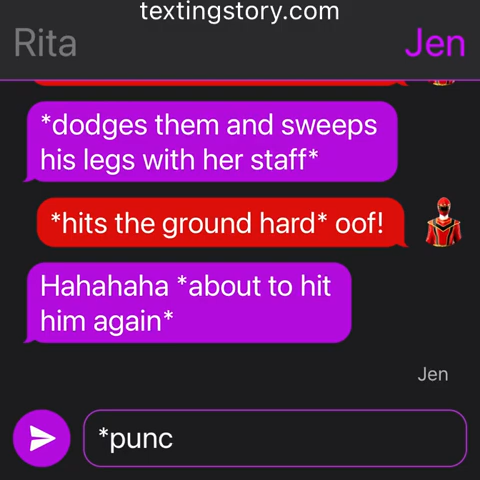 textingstory.com
Rita
Jen
*dodges them and sweeps
his legs with her staff*
*hits the ground hard* oof!
Hahahaha *about to hit
him again*
Jen
*punc